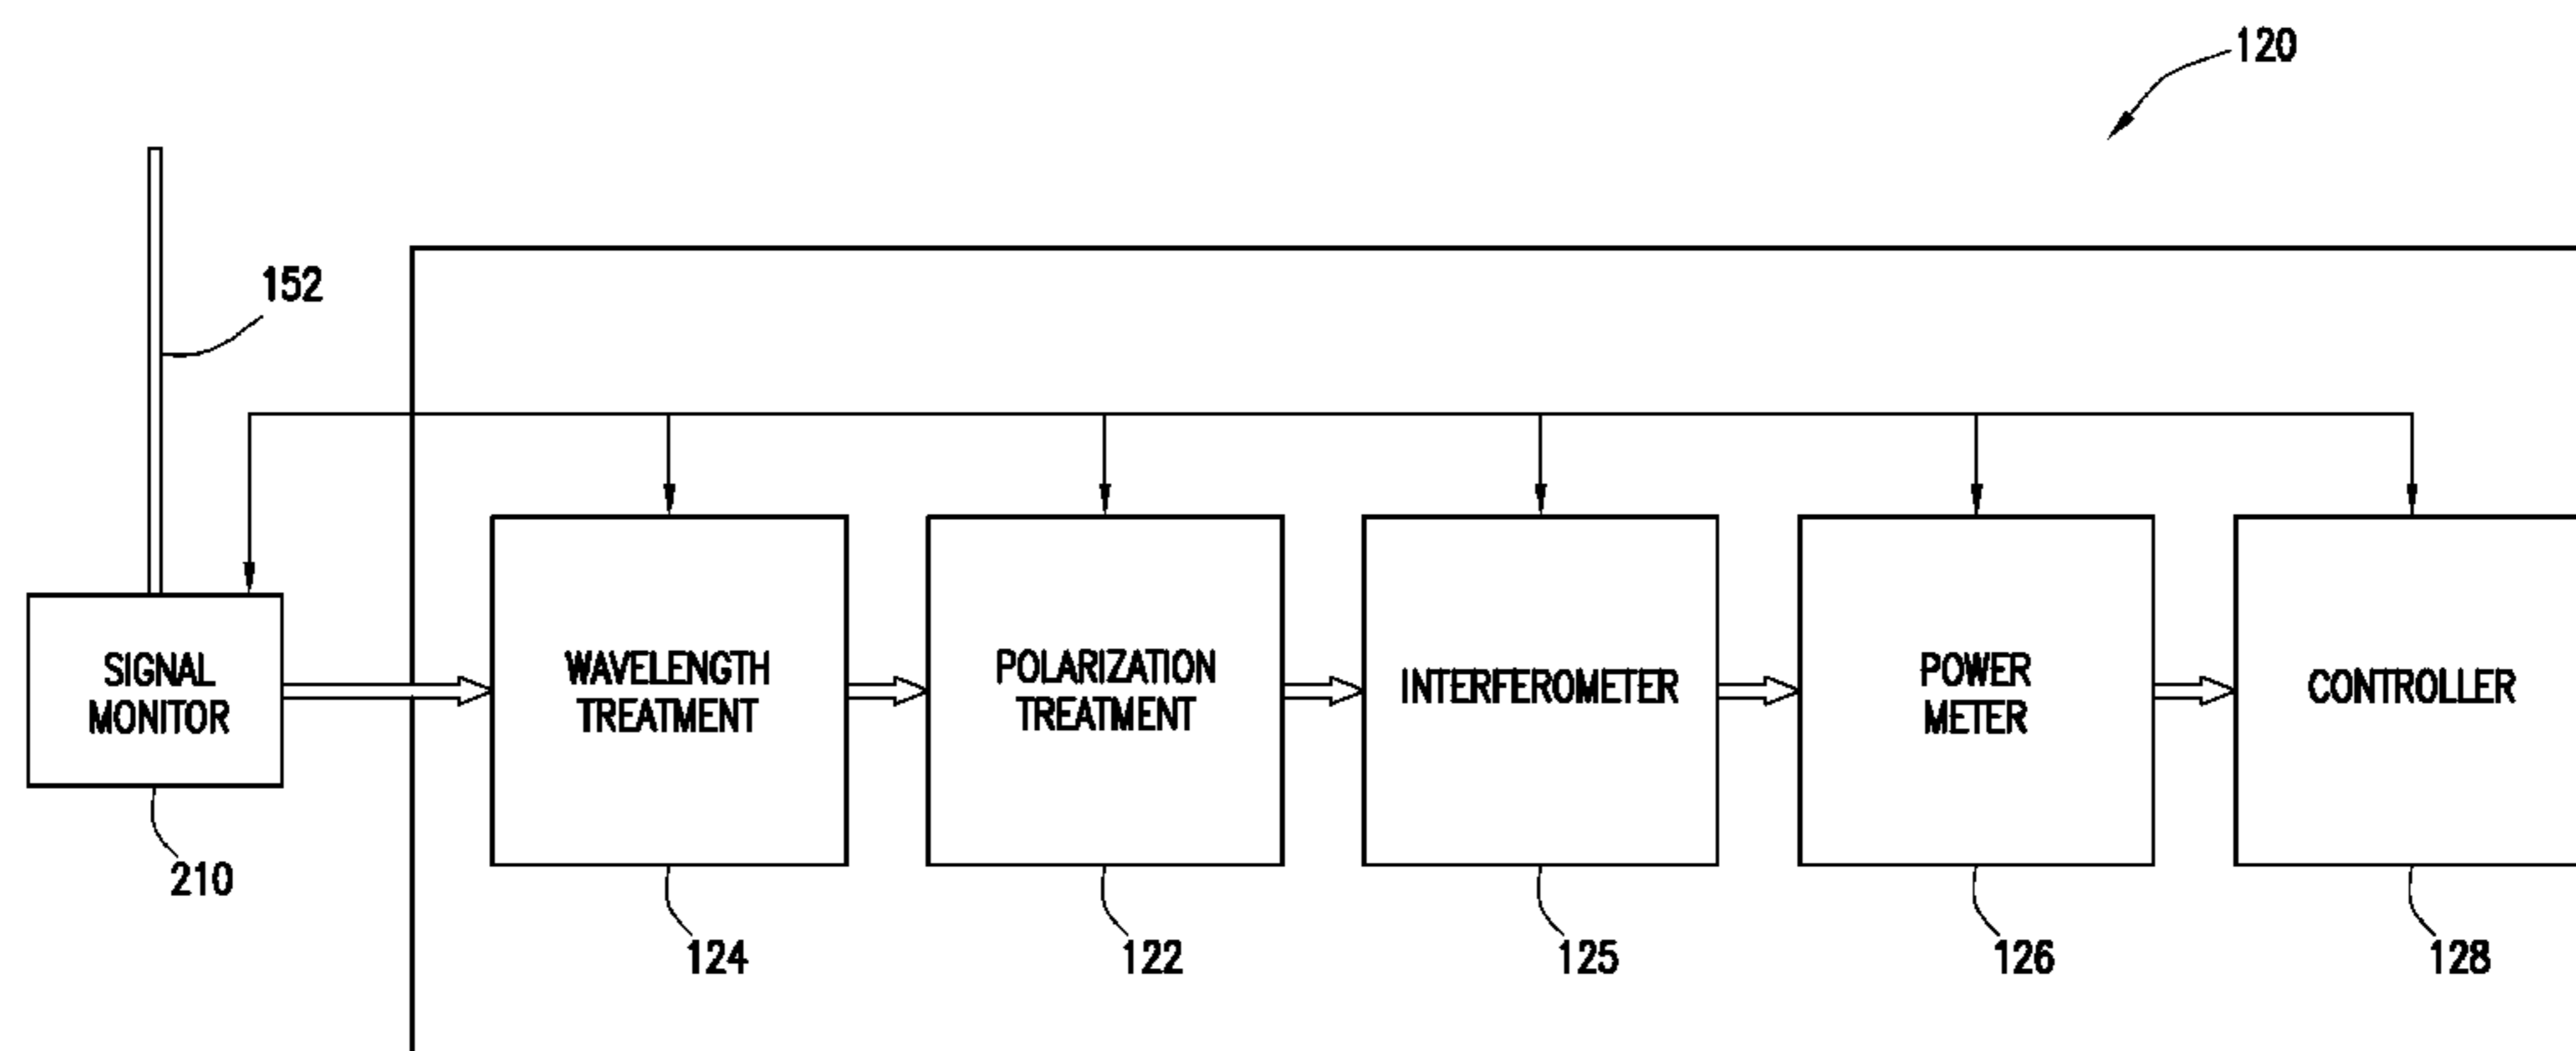 120
152
SIGNAL
MONITOR
WAVELENGTH
TREATMENT
POLARIZATION
TREATMENT
INTERFEROMETER
POWER
METER
CONTROLLER
210
124
122
125
126
128